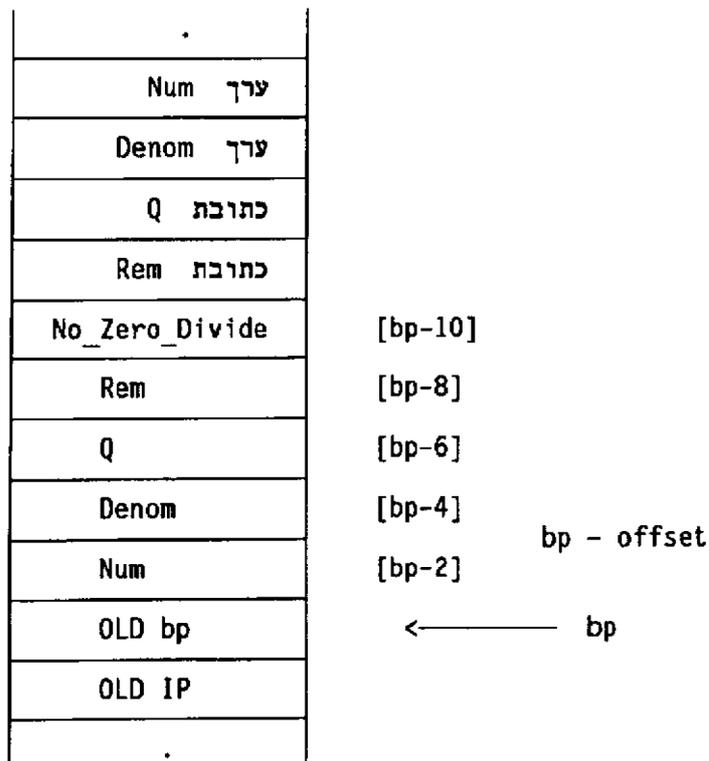 Num ערך
Denom ערך
Q כתובת
Rem כתובת
No_Zero_Divide [bp-10]
Rem [bp-8]
Q [bp-6]
Denom [bp-4]
bp - offset
Num [bp-2]
OLD bp <—— bp
OLD IP